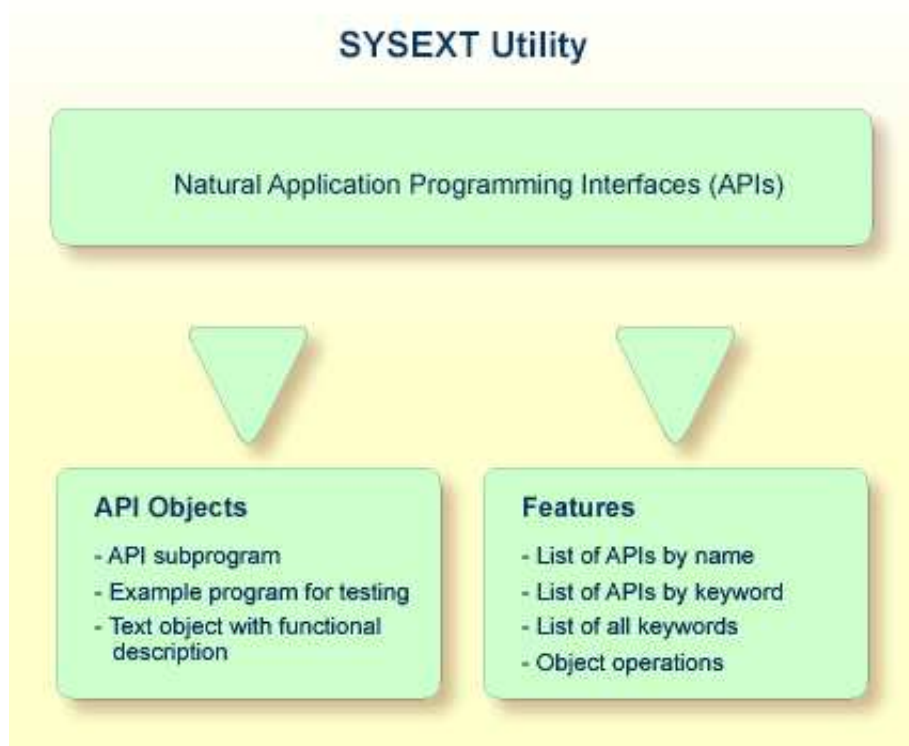 SYSEXT Utility
Natural Application Programming Interfaces (APIs)
API Objects
- API subprogram
- Example program for testing
- Text object with functional
description
Features
- List of APIs by name
- List of APIs by keyword
- List of all keywords
- Object operations